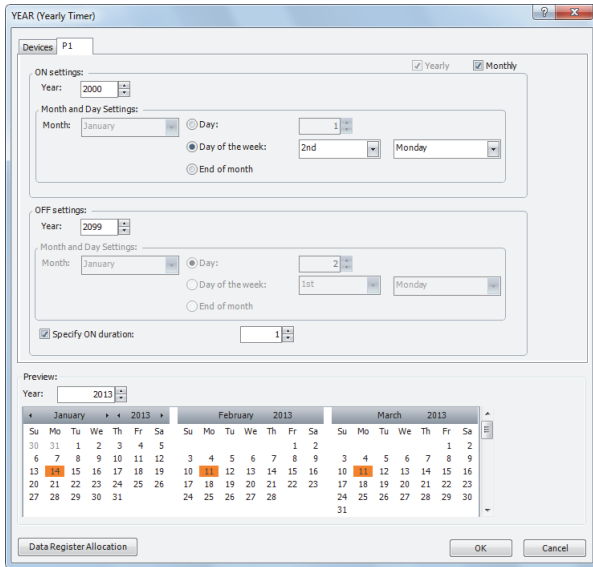 YEAR (Yearly Timer)
?
Devices P1
Yearly Monthly
ON settings:
Year: 2000
Month and Day Settings:
Month: January Day: 1
Day of the week: 2nd Monday
End of month
OFF settings:
Year: 2099
Month and Day Settings:
Month: January Day: 2
Day of the week: 1st Monday
End of month
Specify ON duration: 1
Preview:
Year: 2013
January 2013 February 2013 March 2013
Su Mo Tu We Th Fr Sa Su Mo Tu We Th Fr Sa Su Mo Tu We Th Fr Sa
30 31 1 2 3 4 5 1 2 1 2
6 7 8 9 10 11 12 3 4 5 6 7 8 9 3 4 5 6 7 8 9
13 14 15 16 17 18 19 10 11 12 13 14 15 16 10 11 12 13 14 15 16
20 21 22 23 24 25 26 17 18 19 20 21 22 23 17 18 19 20 21 22 23
27 28 29 30 31 24 25 26 27 28 24 25 26 27 28 29 30
31
Data Register Allocation OK Cancel